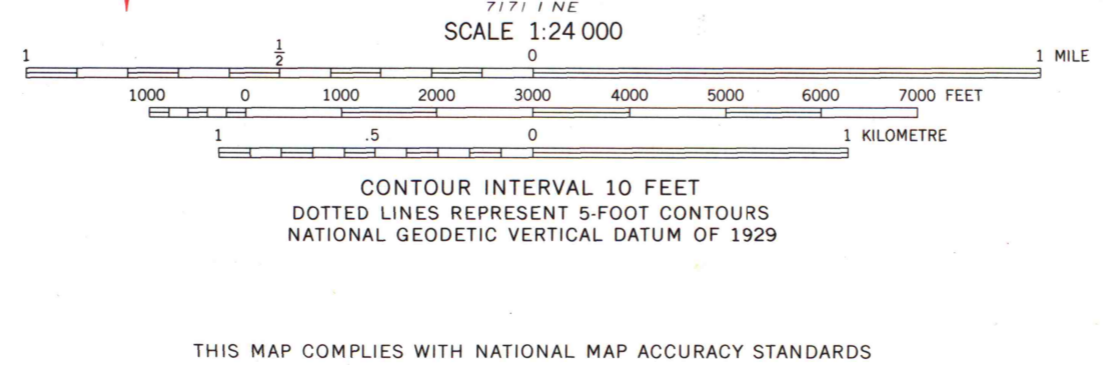 7171 I NE
SCALE 1:24 000
1 1/2 0 1 MILE
1000 0 1000 2000 3000 4000 5000 6000 7000 FEET
1 .5 0 1 KILOMETRE
CONTOUR INTERVAL 10 FEET
DOTTED LINES REPRESENT 5-FOOT CONTOURS
NATIONAL GEODETIC VERTICAL DATUM OF 1929
THIS MAP COMPLIES WITH NATIONAL MAP ACCURACY STANDARDS